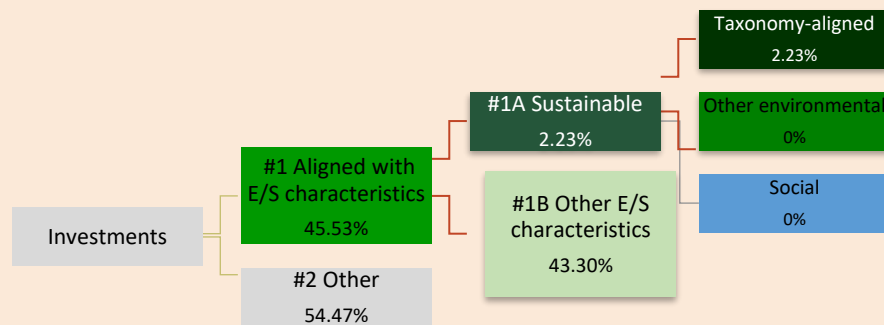 Investments
#1 Aligned with
E/S characteristics
45.53%
#2 Other
54.47%
#1A Sustainable
2.23%
#1B Other E/S
characteristics
43.30%
Taxonomy-aligned
2.23%
Other environmental
0%
Social
0%